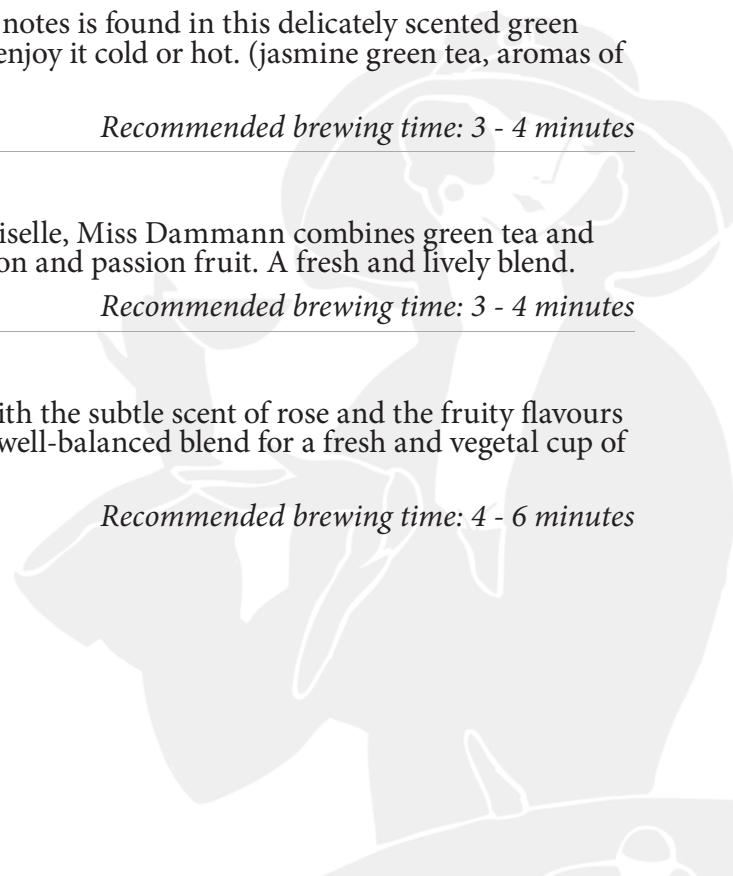 notes is found in this delicately scented green
enjoy it cold or hot. (jasmine green tea, aromas of
Recommended brewing time: 3 - 4 minutes
iselle, Miss Dammann combines green tea and
on and passion fruit. A fresh and lively blend.
Recommended brewing time: 3 - 4 minutes
ith the subtle scent of rose and the fruity flavours
well-balanced blend for a fresh and vegetal cup of
Recommended brewing time: 4 - 6 minutes